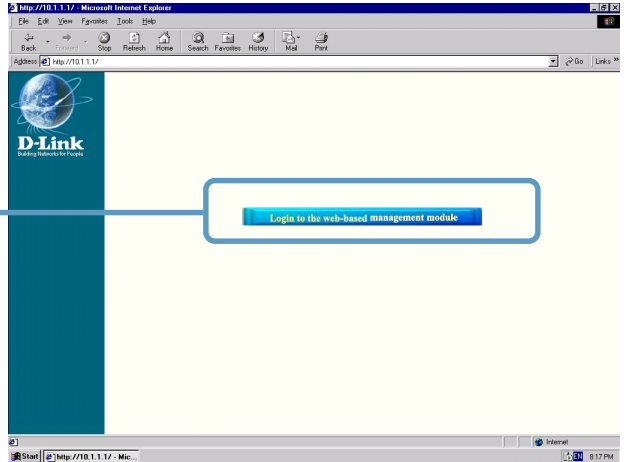 http://10.1.1.1/ - Microsoft Internet Explorer
File Edit View Favorites Tools Help
Back Forward Stop Refresh Home Search Favorites History Mail Print
Address http://10.1.1.1/ Go Links »
D-Link
Building Networks for People
Login to the web-based management module
Internet
Start http://10.1.1.1/ - Mic... EN 8:17 PM